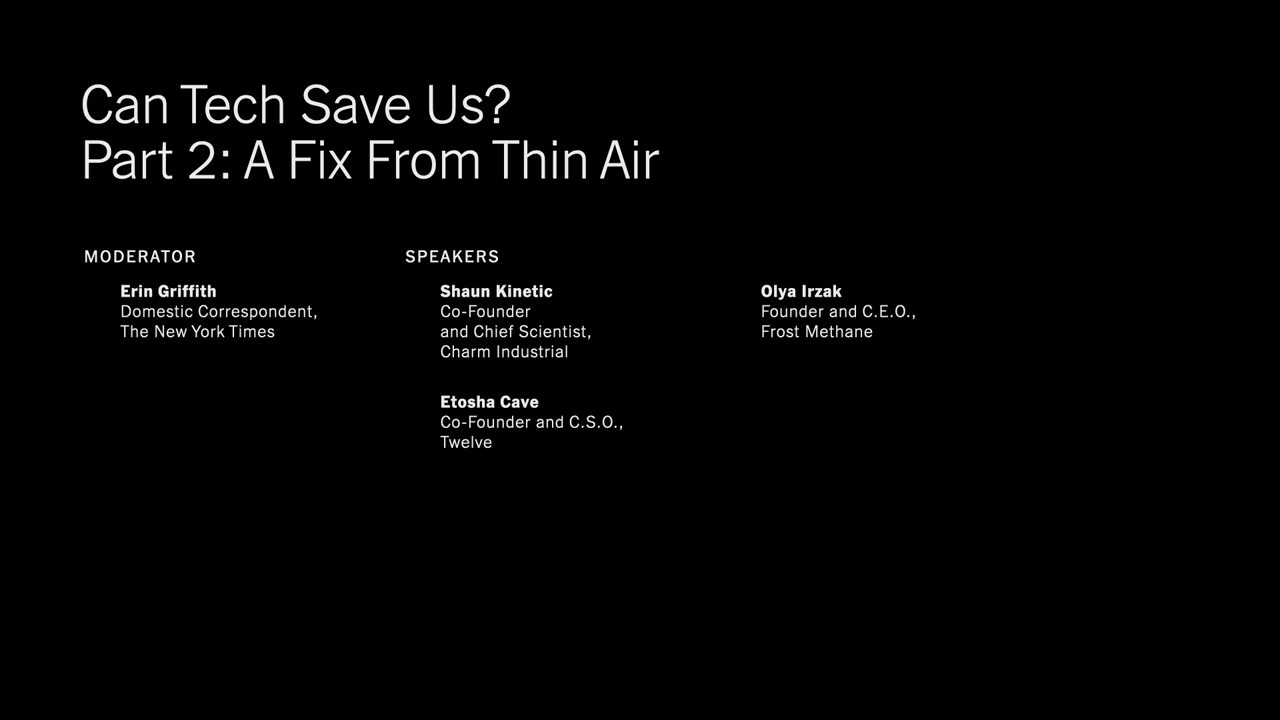 Can Tech Save Us?
Part 2: A Fix From Thin Air
MODERATOR
Erin Griffith
Domestic Correspondent,
The New York Times
SPEAKERS
Shaun Kinetic
Co-Founder
and Chief Scientist,
Charm Industrial
Etosha Cave
Co-Founder and C.S.O.,
Twelve
Olya Irzak
Founder and C.E.O.,
Frost Methane